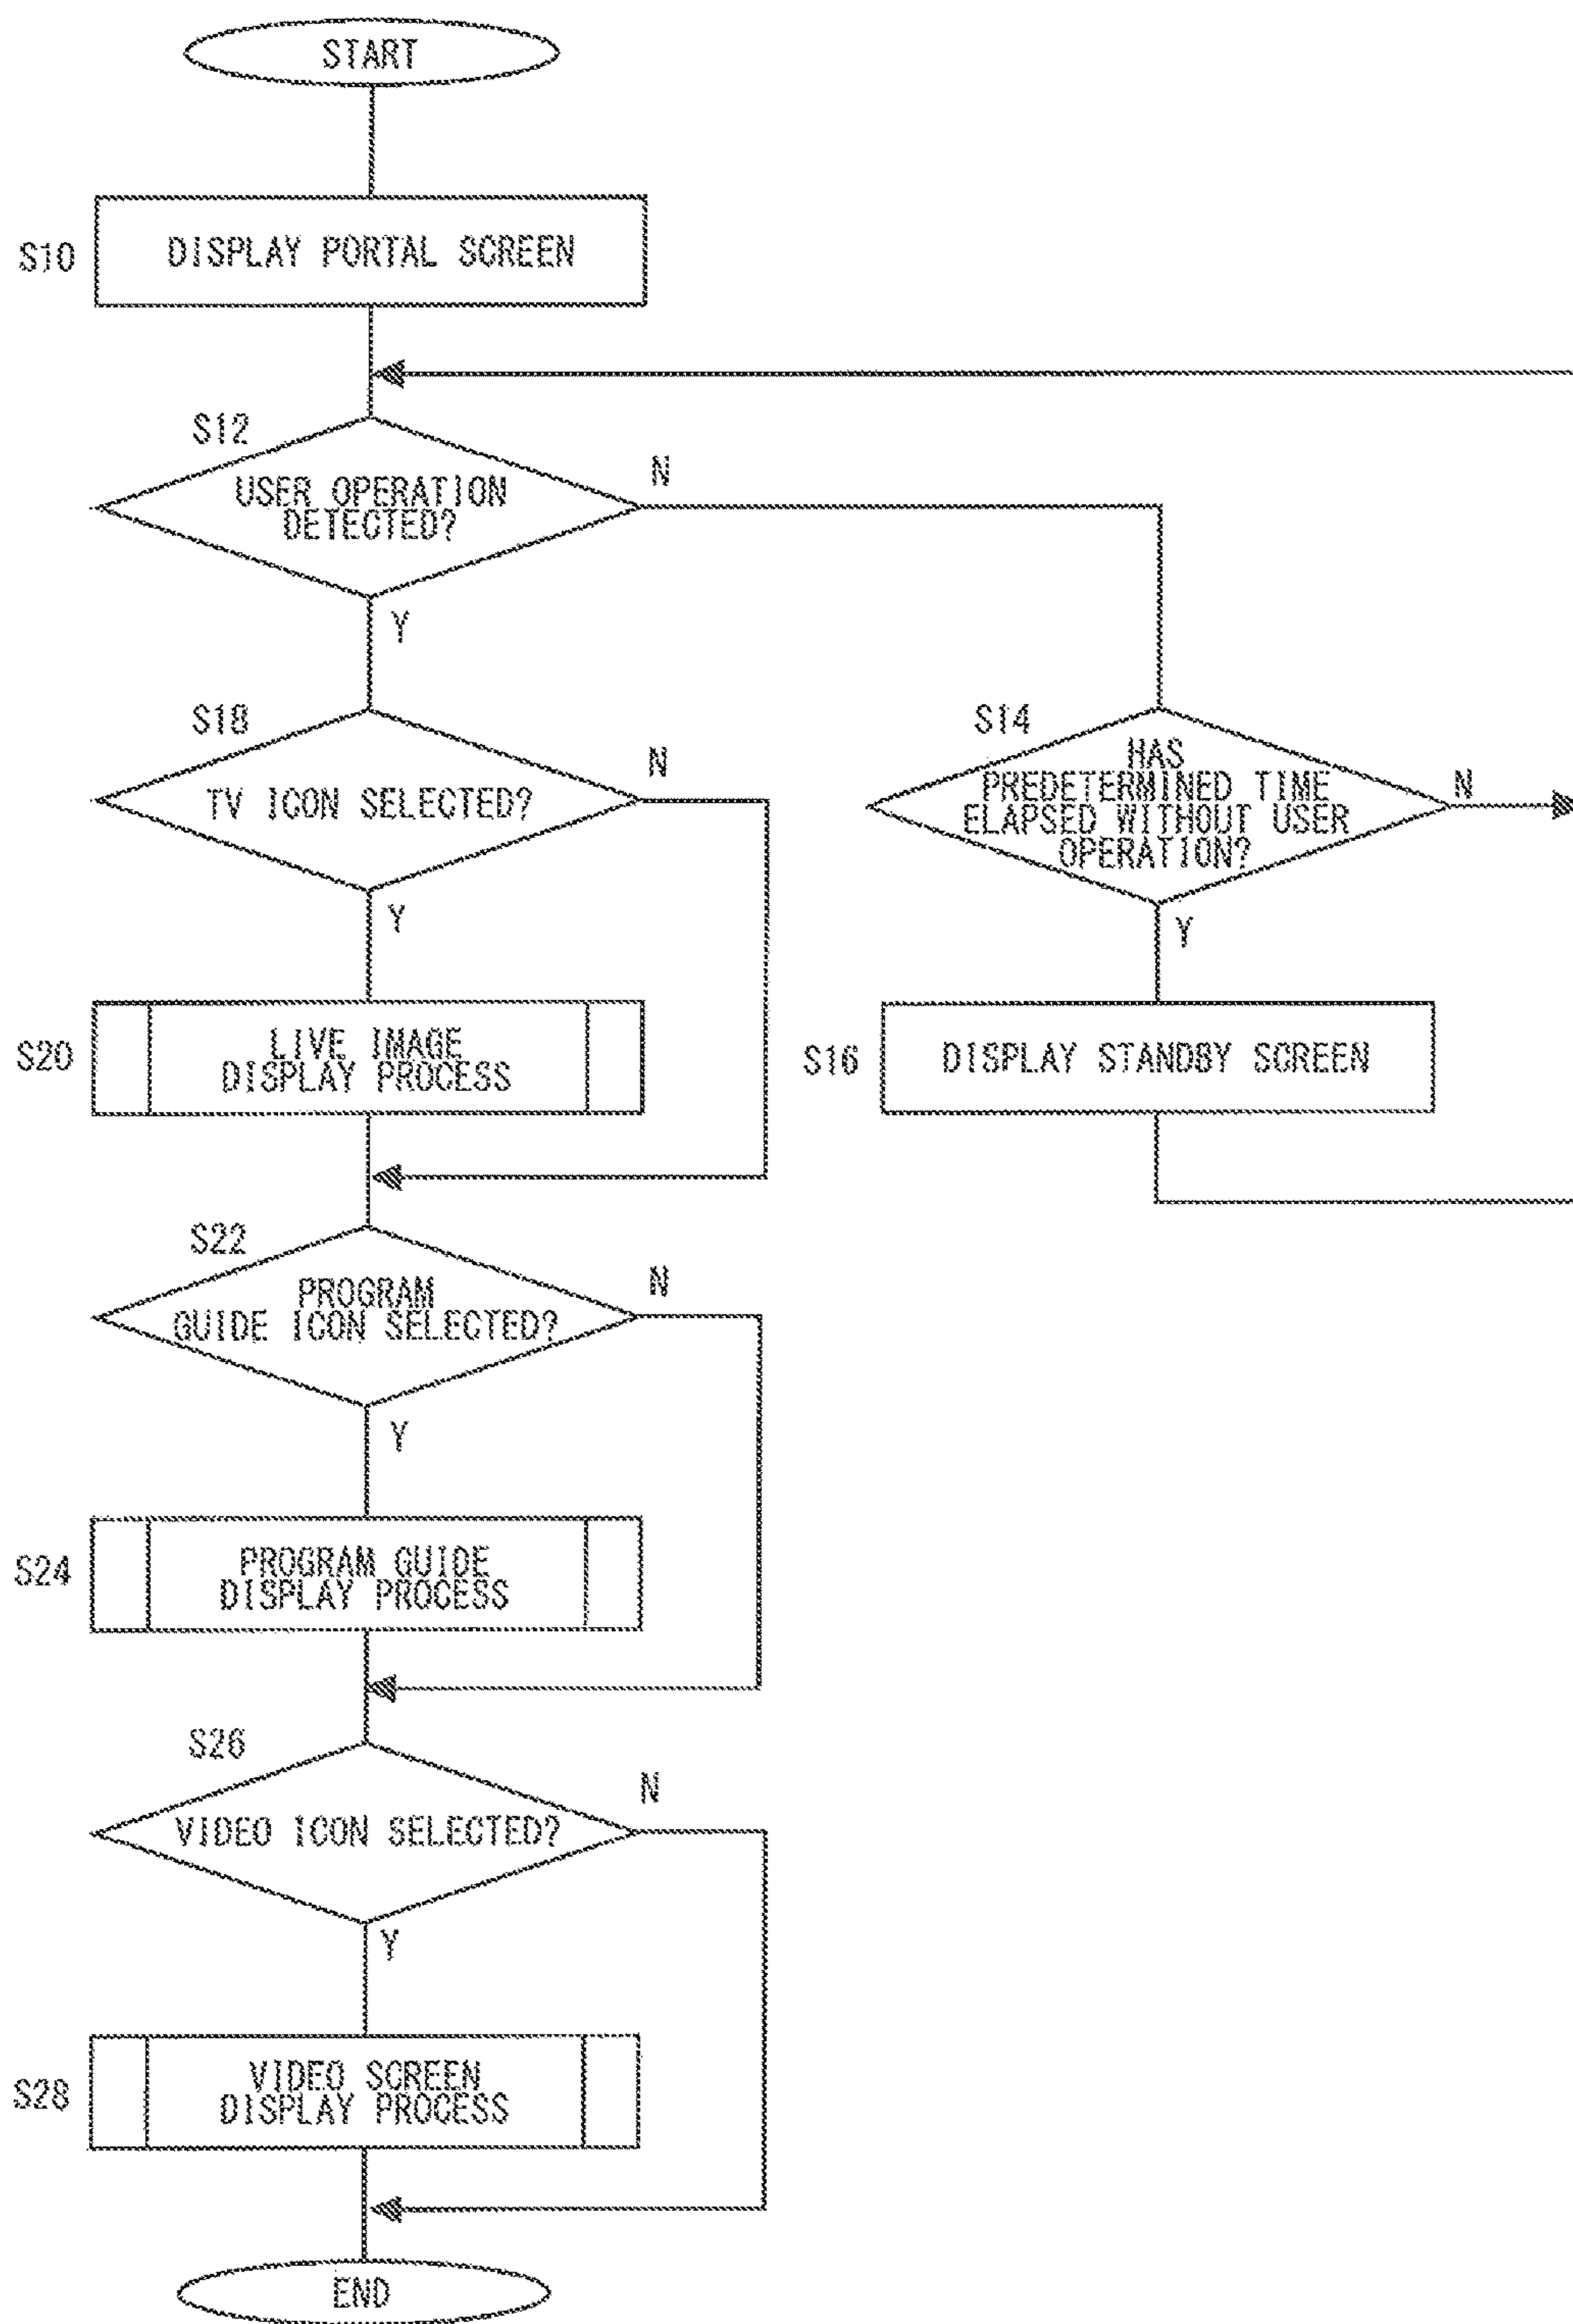 START
S10
DISPLAY PORTAL SCREEN
S12
USER OPERATION
DETECTED?
N
Y
S18
TV ICON SELECTED?
N
Y
S14
HAS
PREDETERMINED TIME
ELAPSED WITHOUT USER
OPERATION?
N
Y
S20
LIVE IMAGE
DISPLAY PROCESS
S16
DISPLAY STANDBY SCREEN
S22
PROGRAM
GUIDE ICON SELECTED?
N
Y
S24
PROGRAM GUIDE
DISPLAY PROCESS
S26
VIDEO ICON SELECTED?
N
Y
S28
VIDEO SCREEN
DISPLAY PROCESS
END